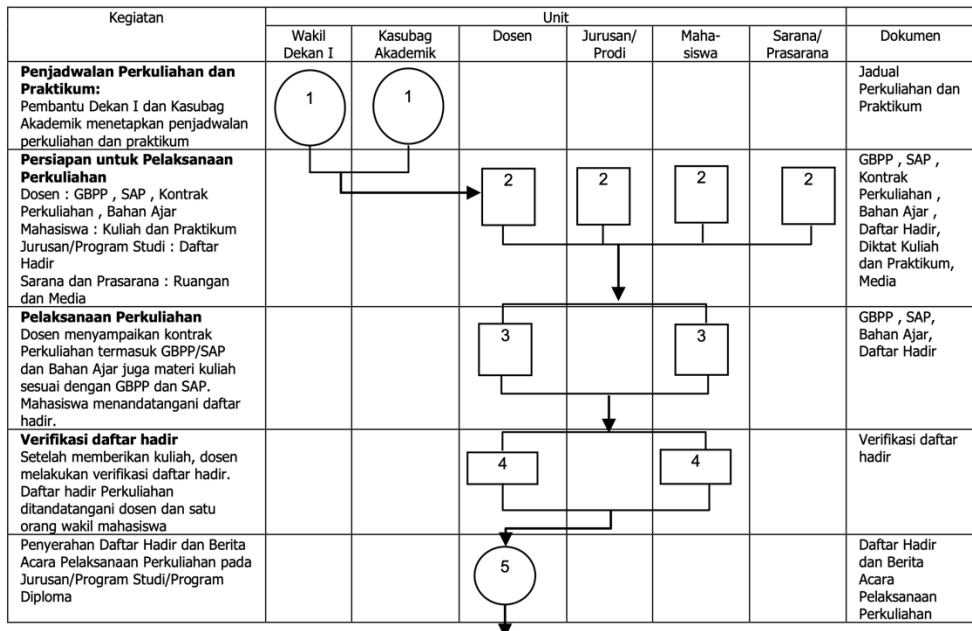 Kegiatan
Unit
Wakil
Dekan I
Kasubag
Akademik
Dosen
Jurusan/
Prodi
Maha-
siswa
Sarana/
Prasarana
Dokumen
Penjadwalan Perkuliahan dan
Praktikum:
Pembantu Dekan I dan Kasubag
Akademik menetapkan penjadwalan
perkuliahan dan praktikum
1
1
Jadual
Perkuliahan dan
Praktikum
Persiapan untuk Pelaksanaan
Perkuliahan
Dosen : GBPP , SAP , Kontrak
Perkuliahan , Bahan Ajar
Mahasiswa : Kuliah dan Praktikum
Jurusan/Program Studi : Daftar
Hadir
Sarana dan Prasarana : Ruangan
dan Media
2
2
2
2
GBPP , SAP ,
Kontrak
Perkuliahan ,
Bahan Ajar ,
Daftar Hadir,
Diktat Kuliah
dan Praktikum,
Media
Pelaksanaan Perkuliahan
Dosen menyampaikan kontrak
Perkuliahan termasuk GBPP/SAP
dan Bahan Ajar juga materi kuliah
sesuai dengan GBPP dan SAP.
Mahasiswa menandatangani daftar
hadir.
3
3
GBPP , SAP,
Bahan Ajar,
Daftar Hadir
Verifikasi daftar hadir
Setelah memberikan kuliah, dosen
melakukan verifikasi daftar hadir.
Daftar hadir Perkuliahan
ditandatangani dosen dan satu
orang wakil mahasiswa
4
4
Verifikasi daftar
hadir
Penyerahan Daftar Hadir dan Berita
Acara Pelaksanaan Perkuliahan pada
Jurusan/Program Studi/Program
Diploma
5
Daftar Hadir
dan Berita
Acara
Pelaksanaan
Perkuliahan